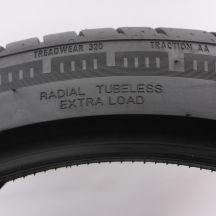 TREADWEAR 320 TRACTION AA
RADIAL TUBELESS
EXTRA LOAD